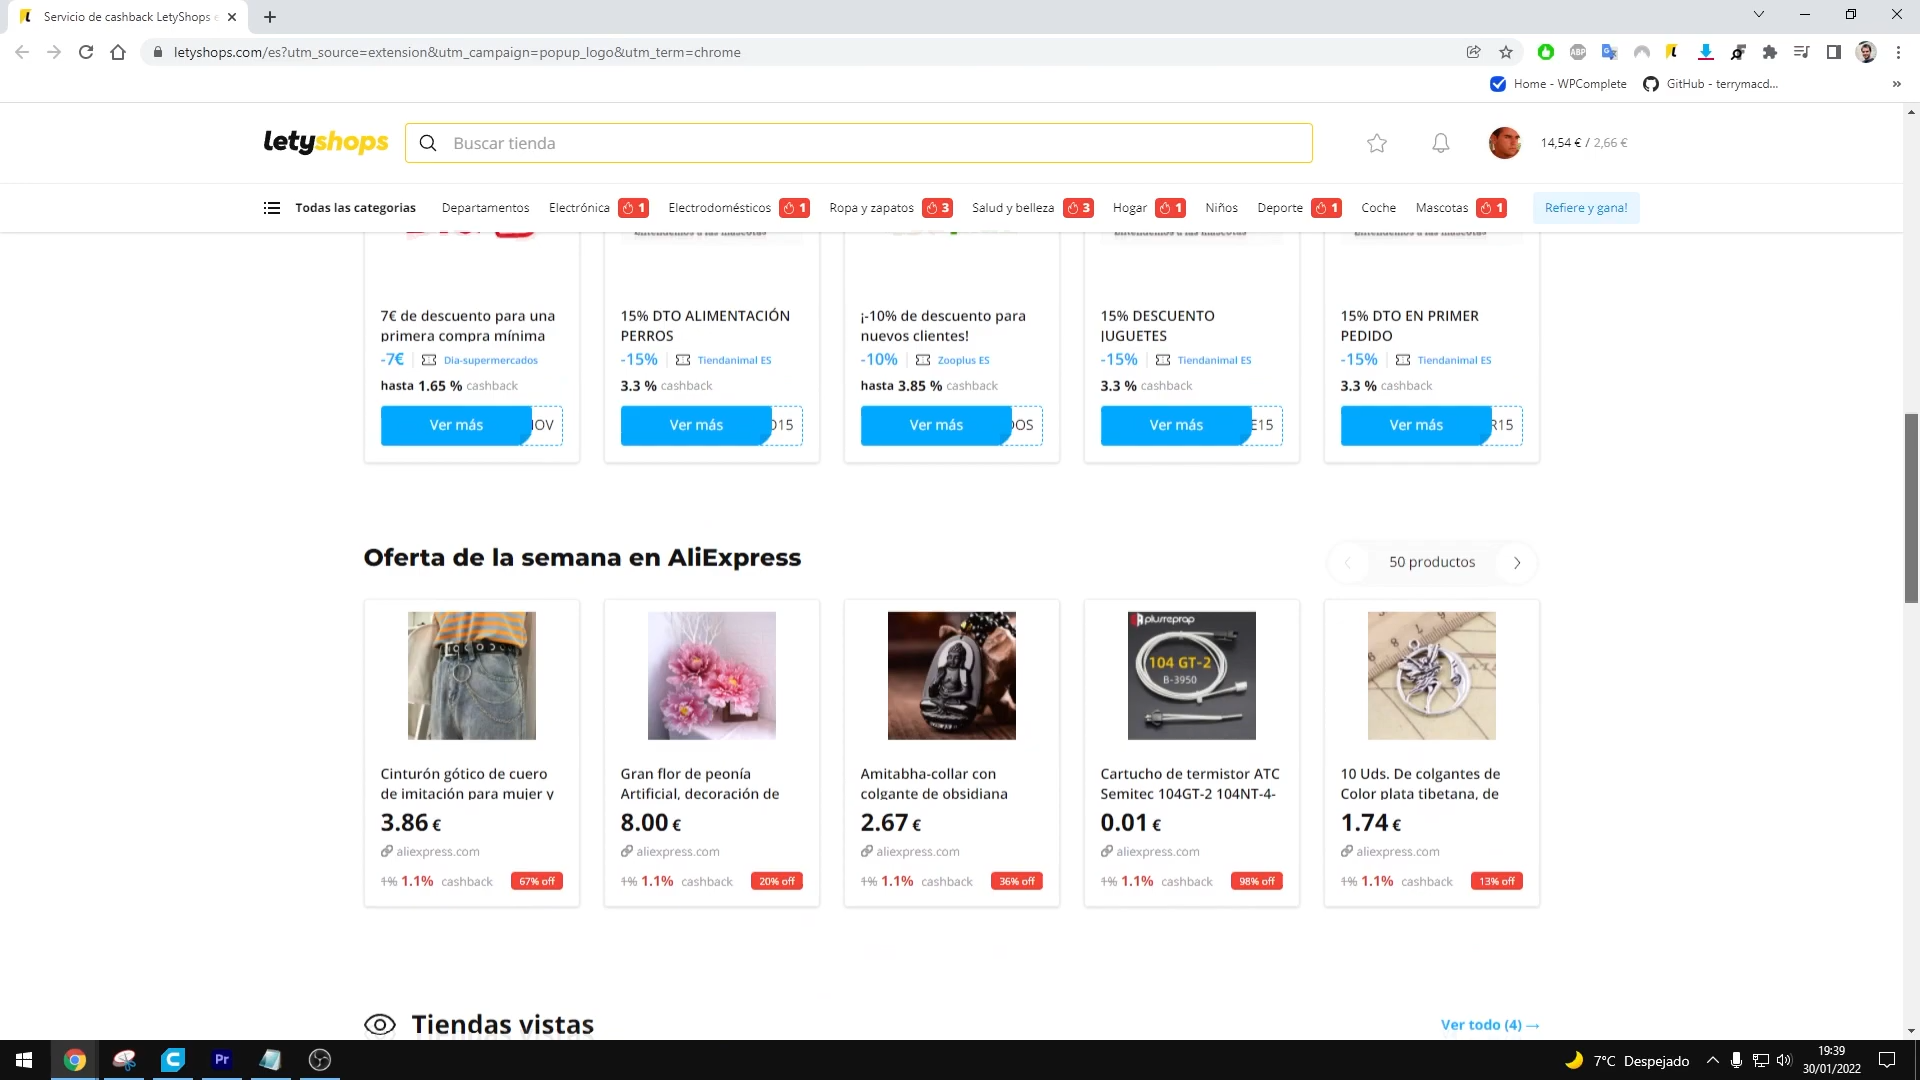 Servicio de cashback LetyShops e
letyshops.com/es?utm_source=extension&utm_campaign=popup_logo&utm_term=chrome
ABP
Home - WPComplete
GitHub - terrymacd...
»
letyshops
Buscar tienda
14,54 € / 2,66 €
Todas las categorias
Departamentos
Electrónica 1
Electrodomésticos 1
Ropa y zapatos 3
Salud y belleza 3
Hogar 1
Niños
Deporte 1
Coche
Mascotas 1
Refiere y gana!
7€ de descuento para una
primera compra mínima
-7€ Dia-supermercados
hasta 1.65 % cashback
Ver más
15% DTO ALIMENTACIÓN
PERROS
-15% Tiendanimal ES
3.3 % cashback
Ver más
¡-10% de descuento para
nuevos clientes!
-10% Zooplus ES
hasta 3.85 % cashback
Ver más
15% DESCUENTO
JUGUETES
-15% Tiendanimal ES
3.3 % cashback
Ver más
E15
15% DTO EN PRIMER
PEDIDO
-15% Tiendanimal ES
3.3 % cashback
Ver más
R15
Oferta de la semana en AliExpress
50 productos
Cinturón gótico de cuero
de imitación para mujer y
3.86 €
aliexpress.com
1% 1.1% cashback 67% off
Gran flor de peonía
Artificial, decoración de
8.00 €
aliexpress.com
1% 1.1% cashback 20% off
Amitabha-collar con
colgante de obsidiana
2.67 €
aliexpress.com
1% 1.1% cashback 36% off
plusreprap
104 GT-2
B-3950
Cartucho de termistor ATC
Semitec 104GT-2 104NT-4-
0.01 €
aliexpress.com
1% 1.1% cashback 98% off
10 Uds. De colgantes de
Color plata tibetana, de
1.74 €
aliexpress.com
1% 1.1% cashback 13% off
Tiendas vistas
Ver todo (4) →
Pr
7°C Despejado
19:39
30/01/2022